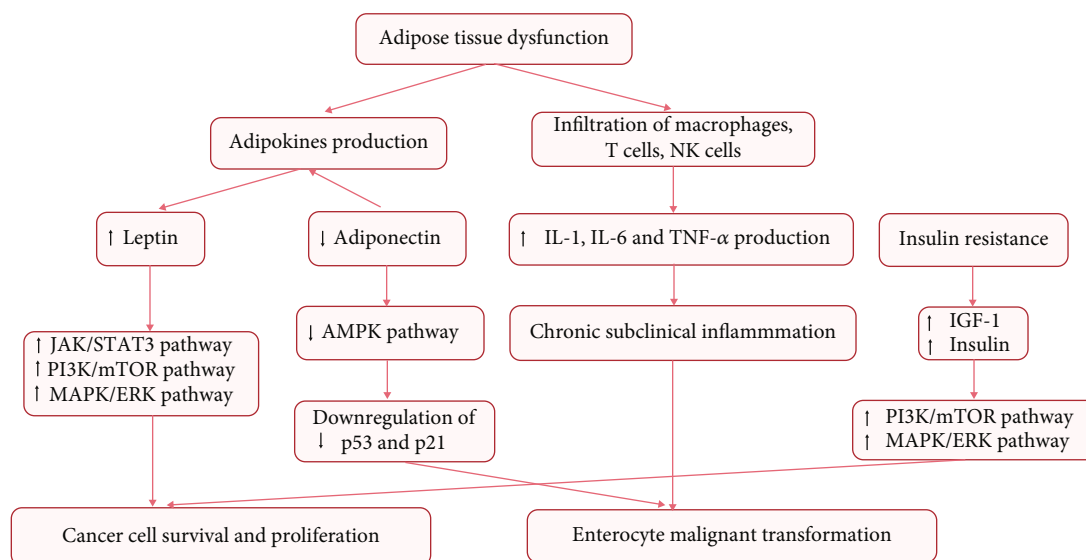 Adipose tissue dysfunction
Adipokines production
Infiltration of macrophages,
T cells, NK cells
↑ Leptin
↓ Adiponectin
↑ IL-1, IL-6 and TNF-α production
Insulin resistance
↑ JAK/STAT3 pathway
↑ PI3K/mTOR pathway
↑ MAPK/ERK pathway
↓ AMPK pathway
Chronic subclinical inflammmation
↑ IGF-1
↑ Insulin
Downregulation of
↓ p53 and p21
↑ PI3K/mTOR pathway
↑ MAPK/ERK pathway
Cancer cell survival and proliferation
Enterocyte malignant transformation